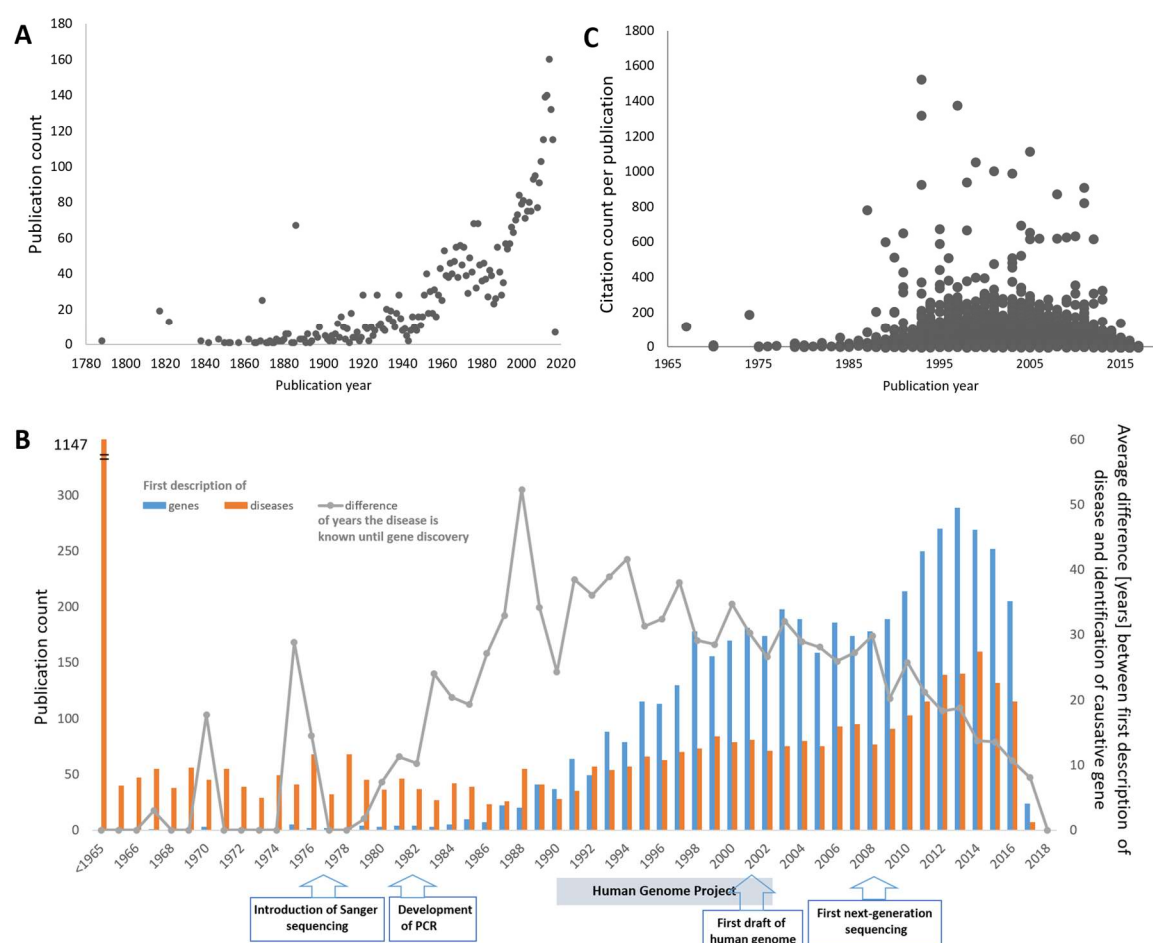 A
180
160
140
120
100
80
60
40
20
0
Publication count
1780 1800 1820 1840 1860 1880 1900 1920 1940 1960 1980 2000 2020
Publication year
C
1800
1600
1400
1200
1000
800
600
400
200
0
Citation count per publication
1965 1975 1985 1995 2005 2015
Publication year
B
1147
300
250
200
150
100
50
0
Publication count
First description of
genes diseases difference
of years the disease is
known until gene discovery
60
50
40
30
20
10
0
Average difference [years] between first description of
disease and identification of causative gene
<1965 1966 1968 1970 1972 1974 1976 1978 1980 1982 1984 1986 1988 1990 1992 1994 1996 1998 2000 2002 2004 2006 2008 2010 2012 2014 2016 2018
Introduction of Sanger
sequencing
Development
of PCR
Human Genome Project
First draft of
human genome
First next-generation
sequencing